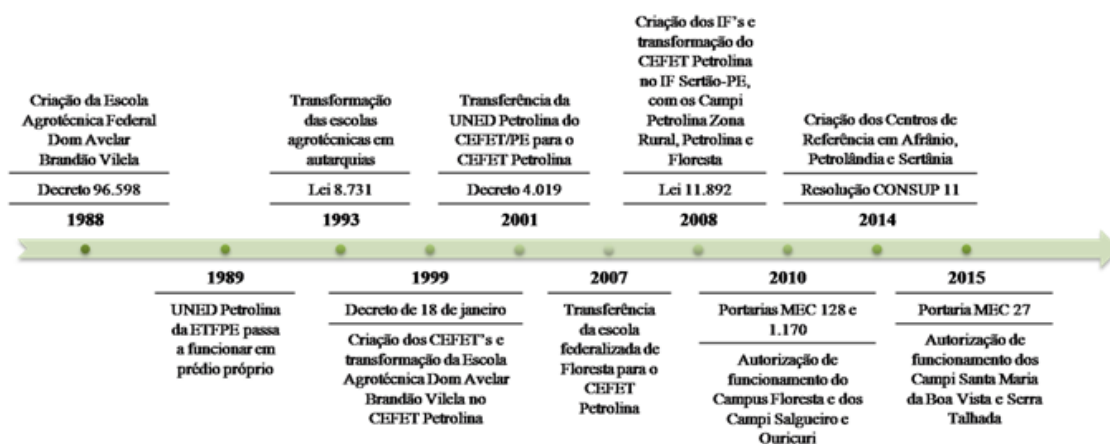 Criação da Escola
Agrotécnica Federal
Dom Avelar
Brandão Vilela
Decreto 96.598
1988
Transformação
das escolas
agrotécnicas em
autarquias
Lei 8.731
1993
Transferência da
UNED Petrolina do
CEFET/PE para o
CEFET Petrolina
Decreto 4.019
2001
Criação dos IF's e
transformação do
CEFET Petrolina
no IF Sertão-PE,
com os Campi
Petrolina Zona
Rural, Petrolina e
Floresta
Lei 11.892
2008
Criação dos Centros de
Referência em Afrânio,
Petrolândia e Sertânia
Resolução CONSUP 11
2014
1989
UNED Petrolina
da ETFPE passa
a funcionar em
prédio próprio
1999
Decreto de 18 de janeiro
Criação dos CEFET's e
transformação da Escola
Agrotécnica Dom Avelar
Brandão Vilela no
CEFET Petrolina
2007
Transferência
da escola
federalizada de
Floresta para o
CEFET
Petrolina
2010
Portarias MEC 128 e
1.170
Autorização de
funcionamento do
Campus Floresta e dos
Campi Salgueiro e
Ouricuri
2015
Portaria MEC 27
Autorização de
funcionamento dos
Campi Santa Maria
da Boa Vista e Serra
Talhada